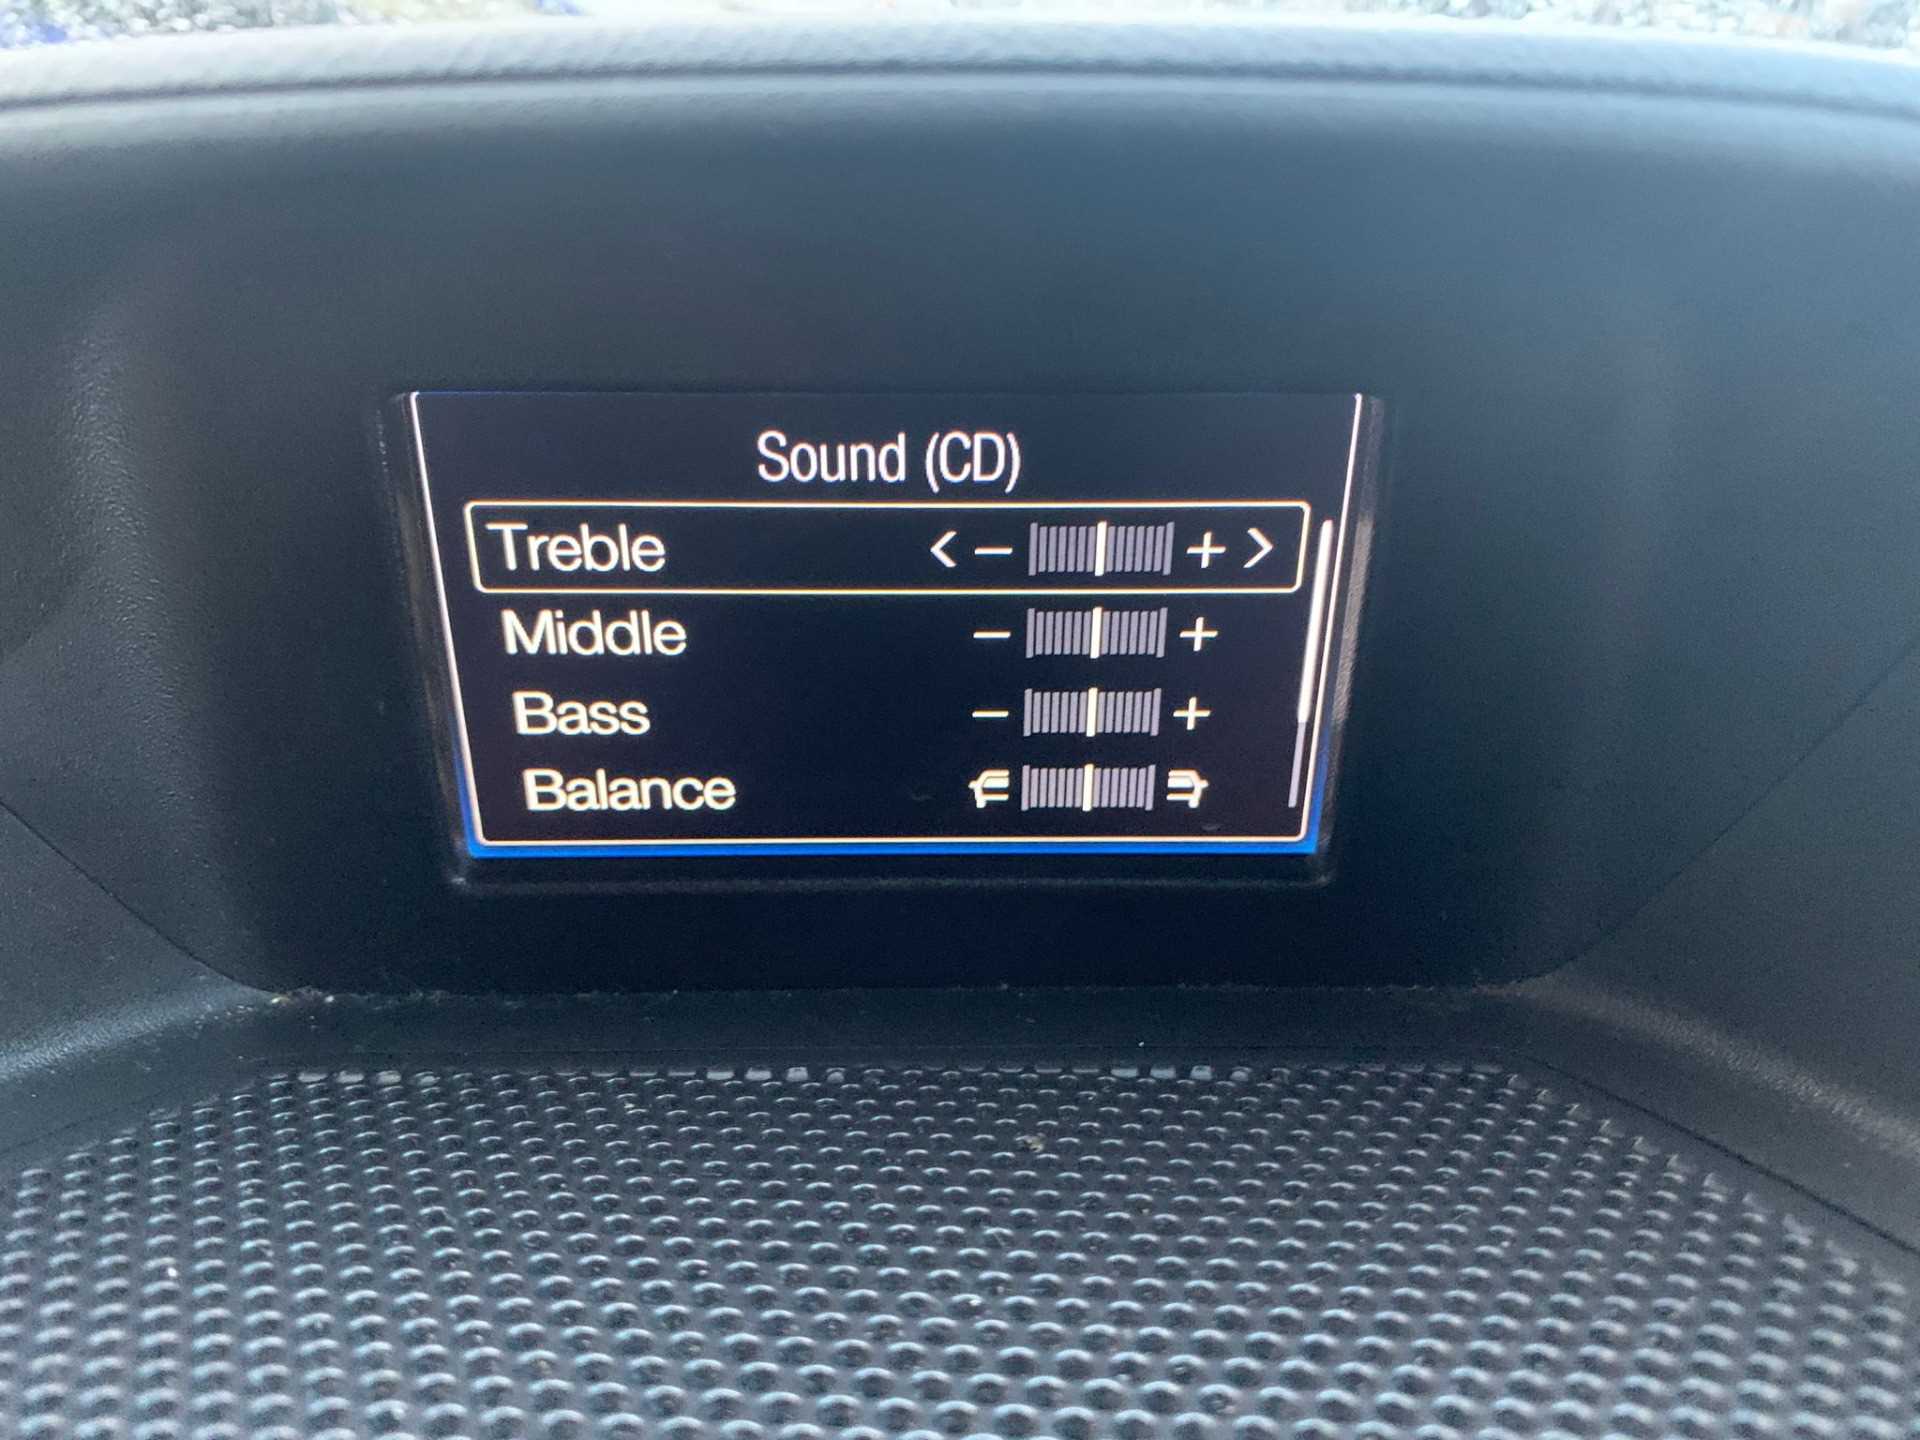 Sound (CD)
Treble < - + >
Middle - +
Bass - +
Balance